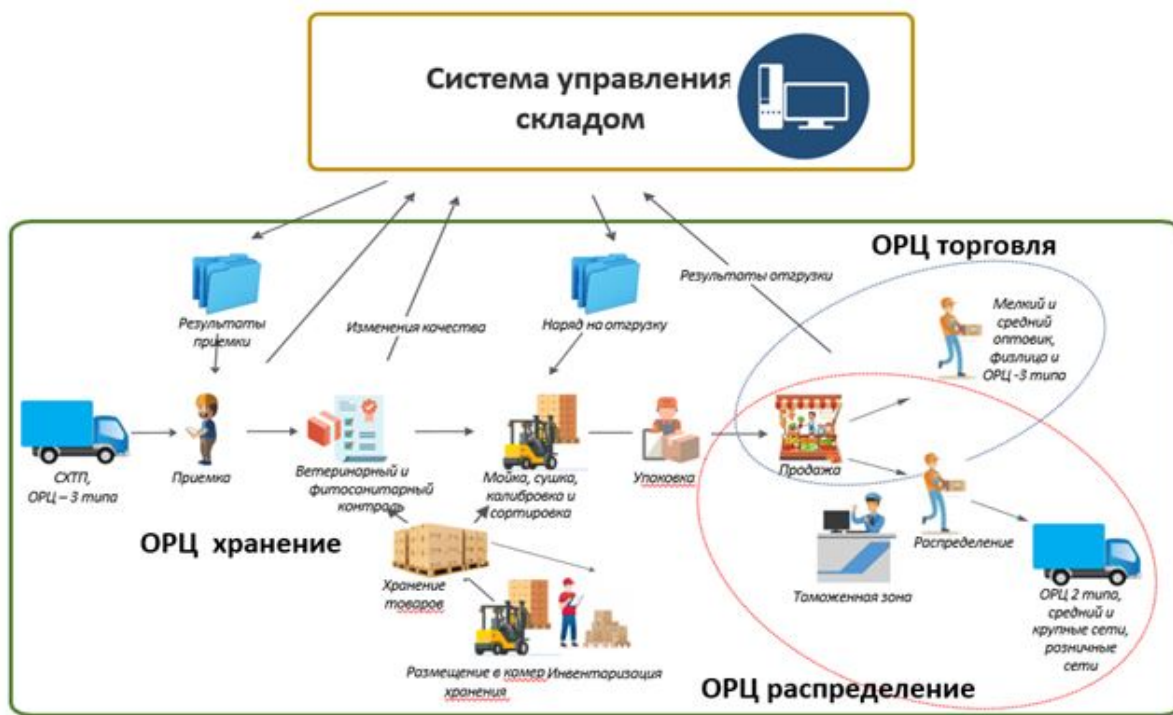 Система управления
складом
ОРЦ торговля
Результаты
приемки
Изменения качества
Наряд на отгрузку
Результаты отгрузки
Мелкий и
средний
оптовик,
физлица и
ОРЦ -3 типа
СХТП,
ОРЦ – 3 типа
Приемка
Ветеринарный и
фитосанитарный
контроль
Мойка, сушка,
калибровка и
сортировка
Упаковка
Продажа
ОРЦ хранение
Хранение
товаров
Таможенная зона
Распределение
ОРЦ 2 типа,
средний и
крупные сети,
розничные
сети
Размещение в камер
хранения
Инвентаризация
ОРЦ распределение